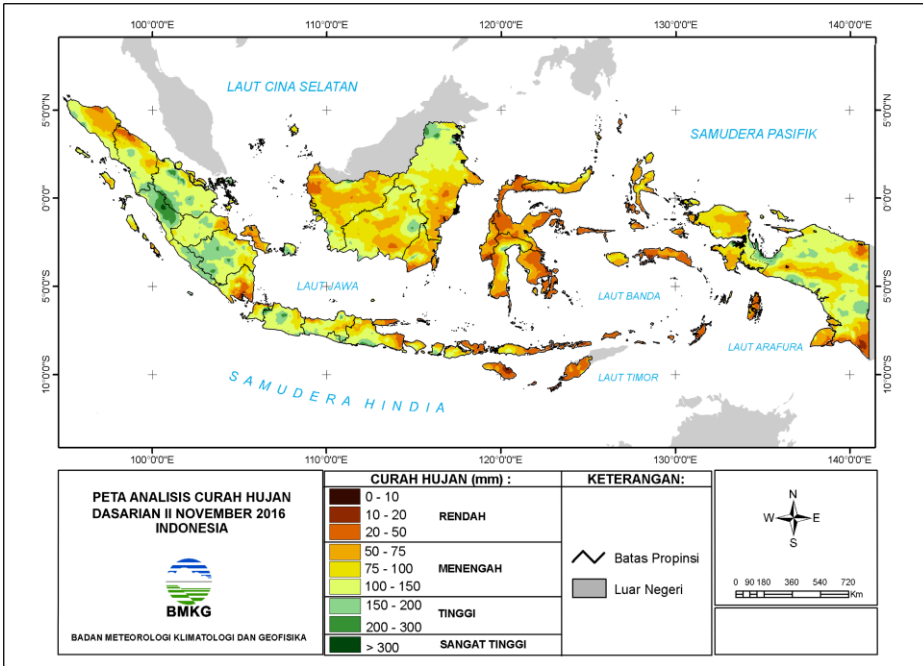 100°0'0"E 110°0'0"E 120°0'0"E 130°0'0"E 140°0'0"E
LAUT CINA SELATAN
5°0'0"N 5°0'0"N
SAMUDERA PASIFIK
0°0'0" 0°0'0"
5°0'0"S 5°0'0"S
LAUT JAWA
LAUT BANDA
LAUT ARAFURA
10°0'0"S 10°0'0"S
LAUT TIMOR
SAMUDERA HINDIA
100°0'0"E 110°0'0"E 120°0'0"E 130°0'0"E 140°0'0"E
PETA ANALISIS CURAH HUJAN
DASARIAN II NOVEMBER 2016
INDONESIA
BMKG
BADAN METEOROLOGI KLIMATOLOGI DAN GEOFISIKA
CURAH HUJAN (mm) :
0 - 10
10 - 20
RENDAH
20 - 50
50 - 75
75 - 100
MENENGAH
100 - 150
150 - 200
TINGGI
200 - 300
> 300
SANGAT TINGGI
KETERANGAN:
Batas Propinsi
Luar Negeri
N
W E
S
0 90 180 360 540 720
Km